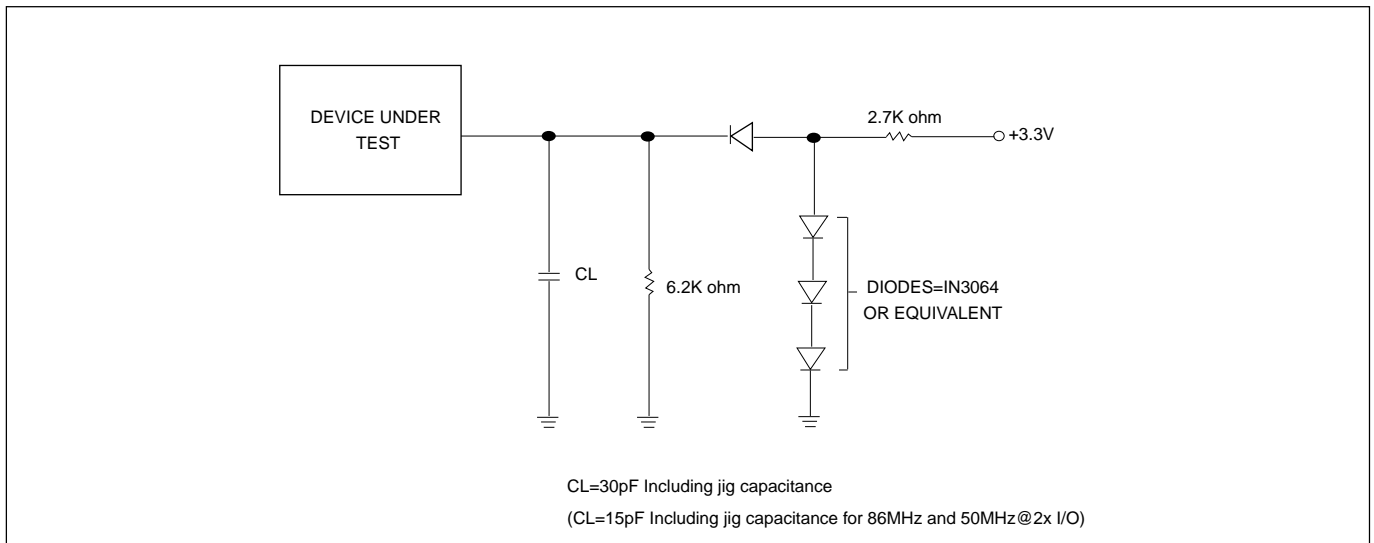 DEVICE UNDER
TEST
2.7K ohm
+3.3V
CL
6.2K ohm
DIODES=IN3064
OR EQUIVALENT
CL=30pF Including jig capacitance
(CL=15pF Including jig capacitance for 86MHz and 50MHz@2x I/O)